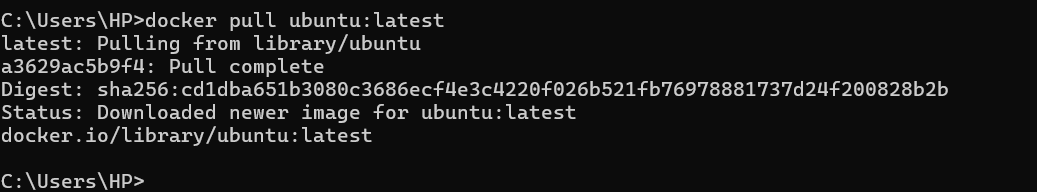 C:\Users\HP>docker pull ubuntu:latest
latest: Pulling from library/ubuntu
a3629ac5b9f4: Pull complete
Digest: sha256:cd1dba651b3080c3686ecf4e3c4220f026b521fb76978881737d24f200828b2b
Status: Downloaded newer image for ubuntu:latest
docker.io/library/ubuntu:latest
C:\Users\HP>